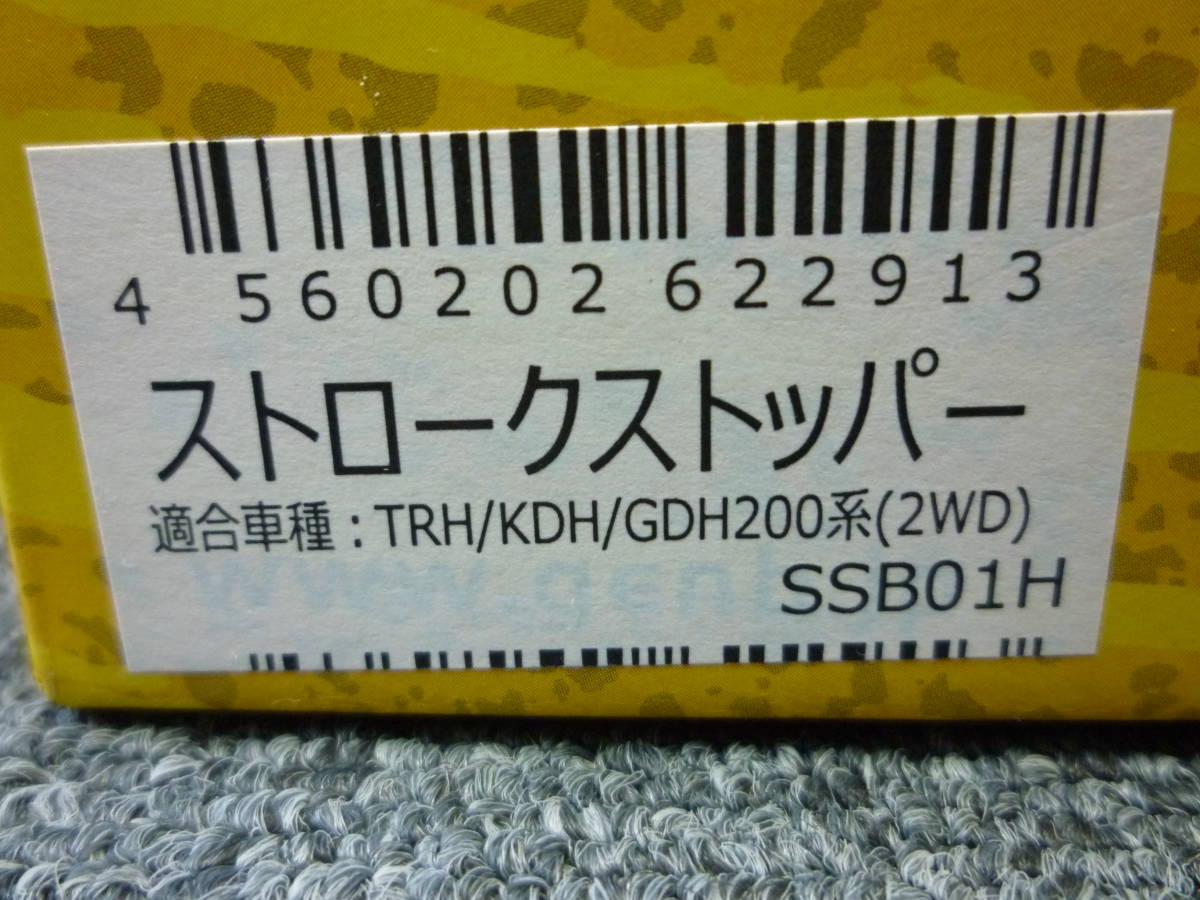 4 560202 622913
ストロークストッパー
適合車種：TRH/KDH/GDH200系(2WD)
SSB01H